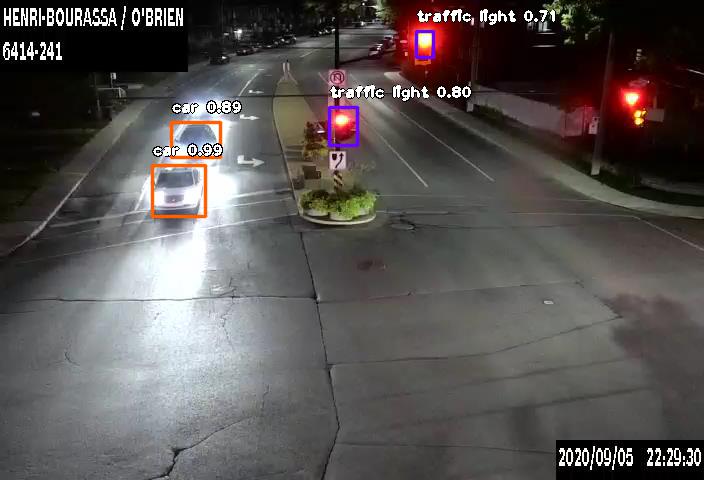 HENRI-BOURASSA / O'BRIEN
6414-241
traffic light 0.71
traffic light 0.80
car 0.89
car 0.99
2020/09/05 22:29:30